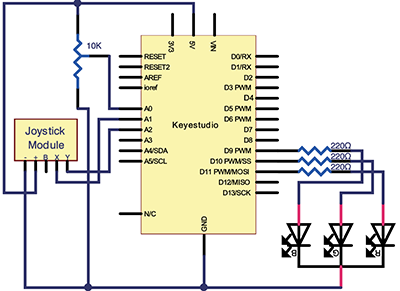 3V3
5V
VIN
10K
RESET
RESET2
AREF
ioref
A0
A1
A2
A3
A4/SDA
A5/SCL
N/C
Keyestudio
D0/RX
D1/RX
D2
D3 PWM
D4
D5 PWM
D6 PWM
D7
D8
D9 PWM
D10 PWM/SS
D11 PWM/MOSI
D12/MISO
D13/SCK
GND
Joystick
Module
- + B X Y
220Ω
220Ω
220Ω
B
G
R